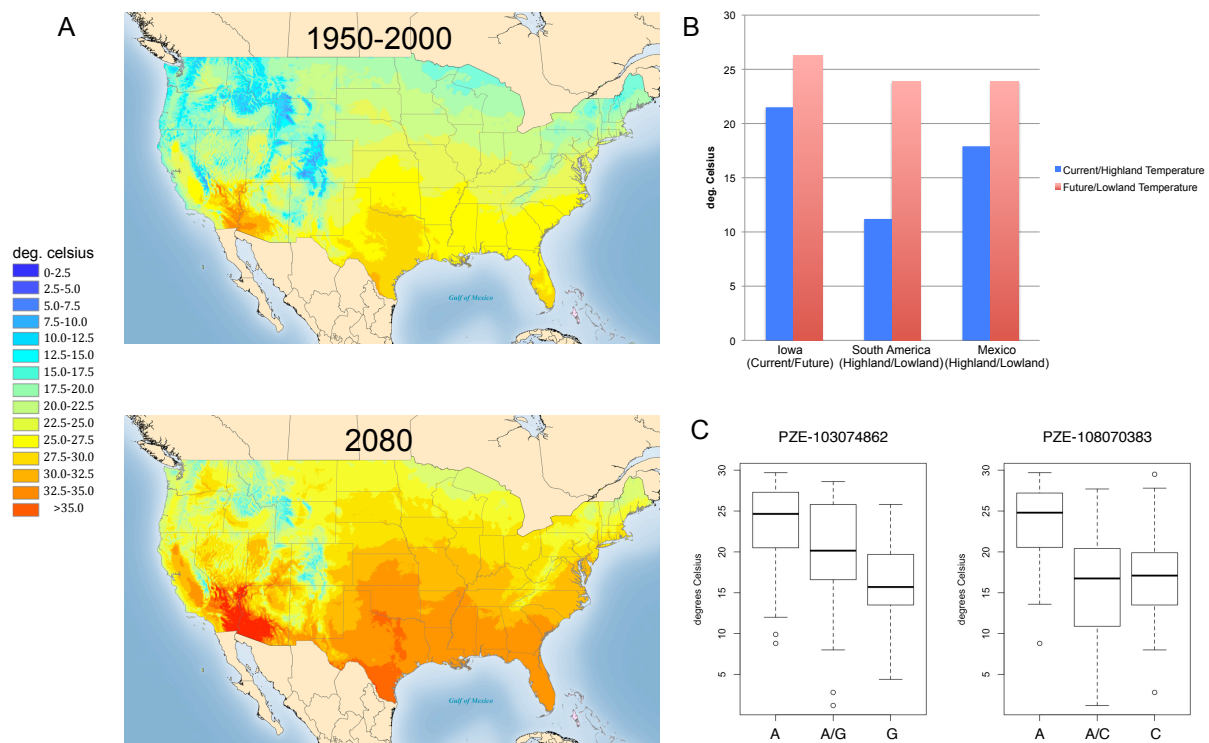 A
1950-2000
Gulf of Mexico
deg. celsius
0-2.5
2.5-5.0
5.0-7.5
7.5-10.0
10.0-12.5
12.5-15.0
15.0-17.5
17.5-20.0
20.0-22.5
22.5-25.0
25.0-27.5
27.5-30.0
30.0-32.5
32.5-35.0
>35.0
2080
Gulf of Mexico
B
30
25
20
15
10
5
0
deg. Celsius
Iowa
(Current/Future)
South America
(Highland/Lowland)
Mexico
(Highland/Lowland)
Current/Highland Temperature
Future/Lowland Temperature
C
PZE-103074862
degrees Celsius
30
25
20
15
10
5
A
A/G
G
PZE-108070383
degrees Celsius
30
25
20
15
10
5
A
A/C
C